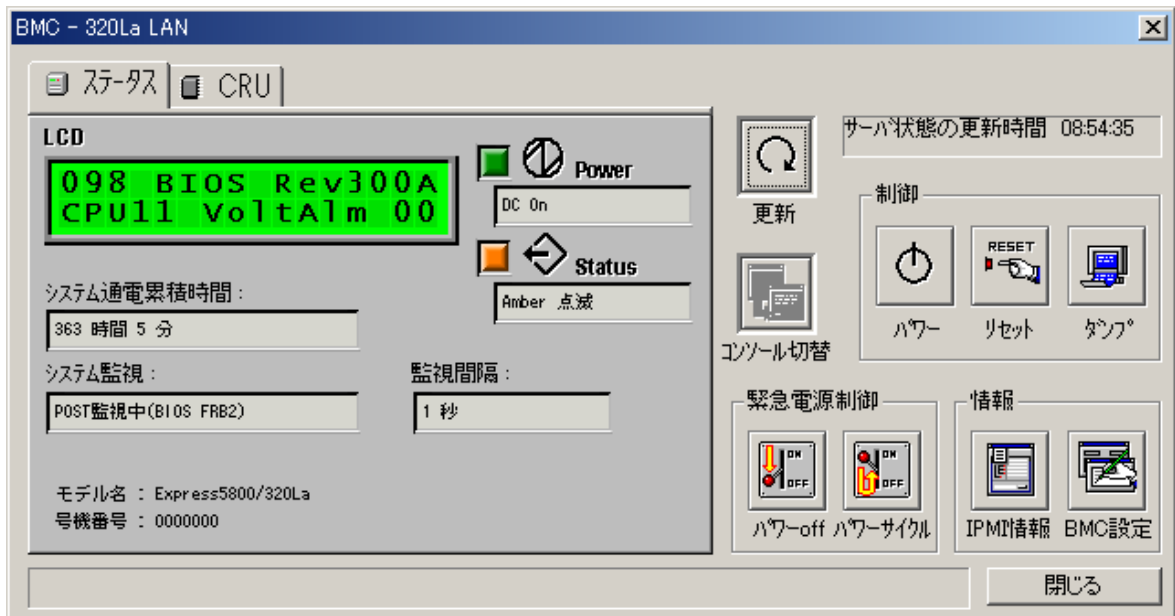 BMC - 320La LAN
ステータス
CRU
LCD
098 BIOS Rev300A
CPU11 VoltAlm 00
Power
DC On
Status
Amber 点滅
システム通電累積時間：
363 時間 5 分
システム監視：
監視間隔：
POST監視中(BIOS FRB2)
1 秒
モデル名 : Express5800/320La
号機番号 : 0000000
更新
コンソール切替
サーバ状態の更新時間 08:54:35
制御
RESET
パワー
リセット
ダンプ
緊急電源制御
ON
OFF
ON
OFF
パワーoff
パワーサイクル
情報
IPMI情報
BMC設定
閉じる